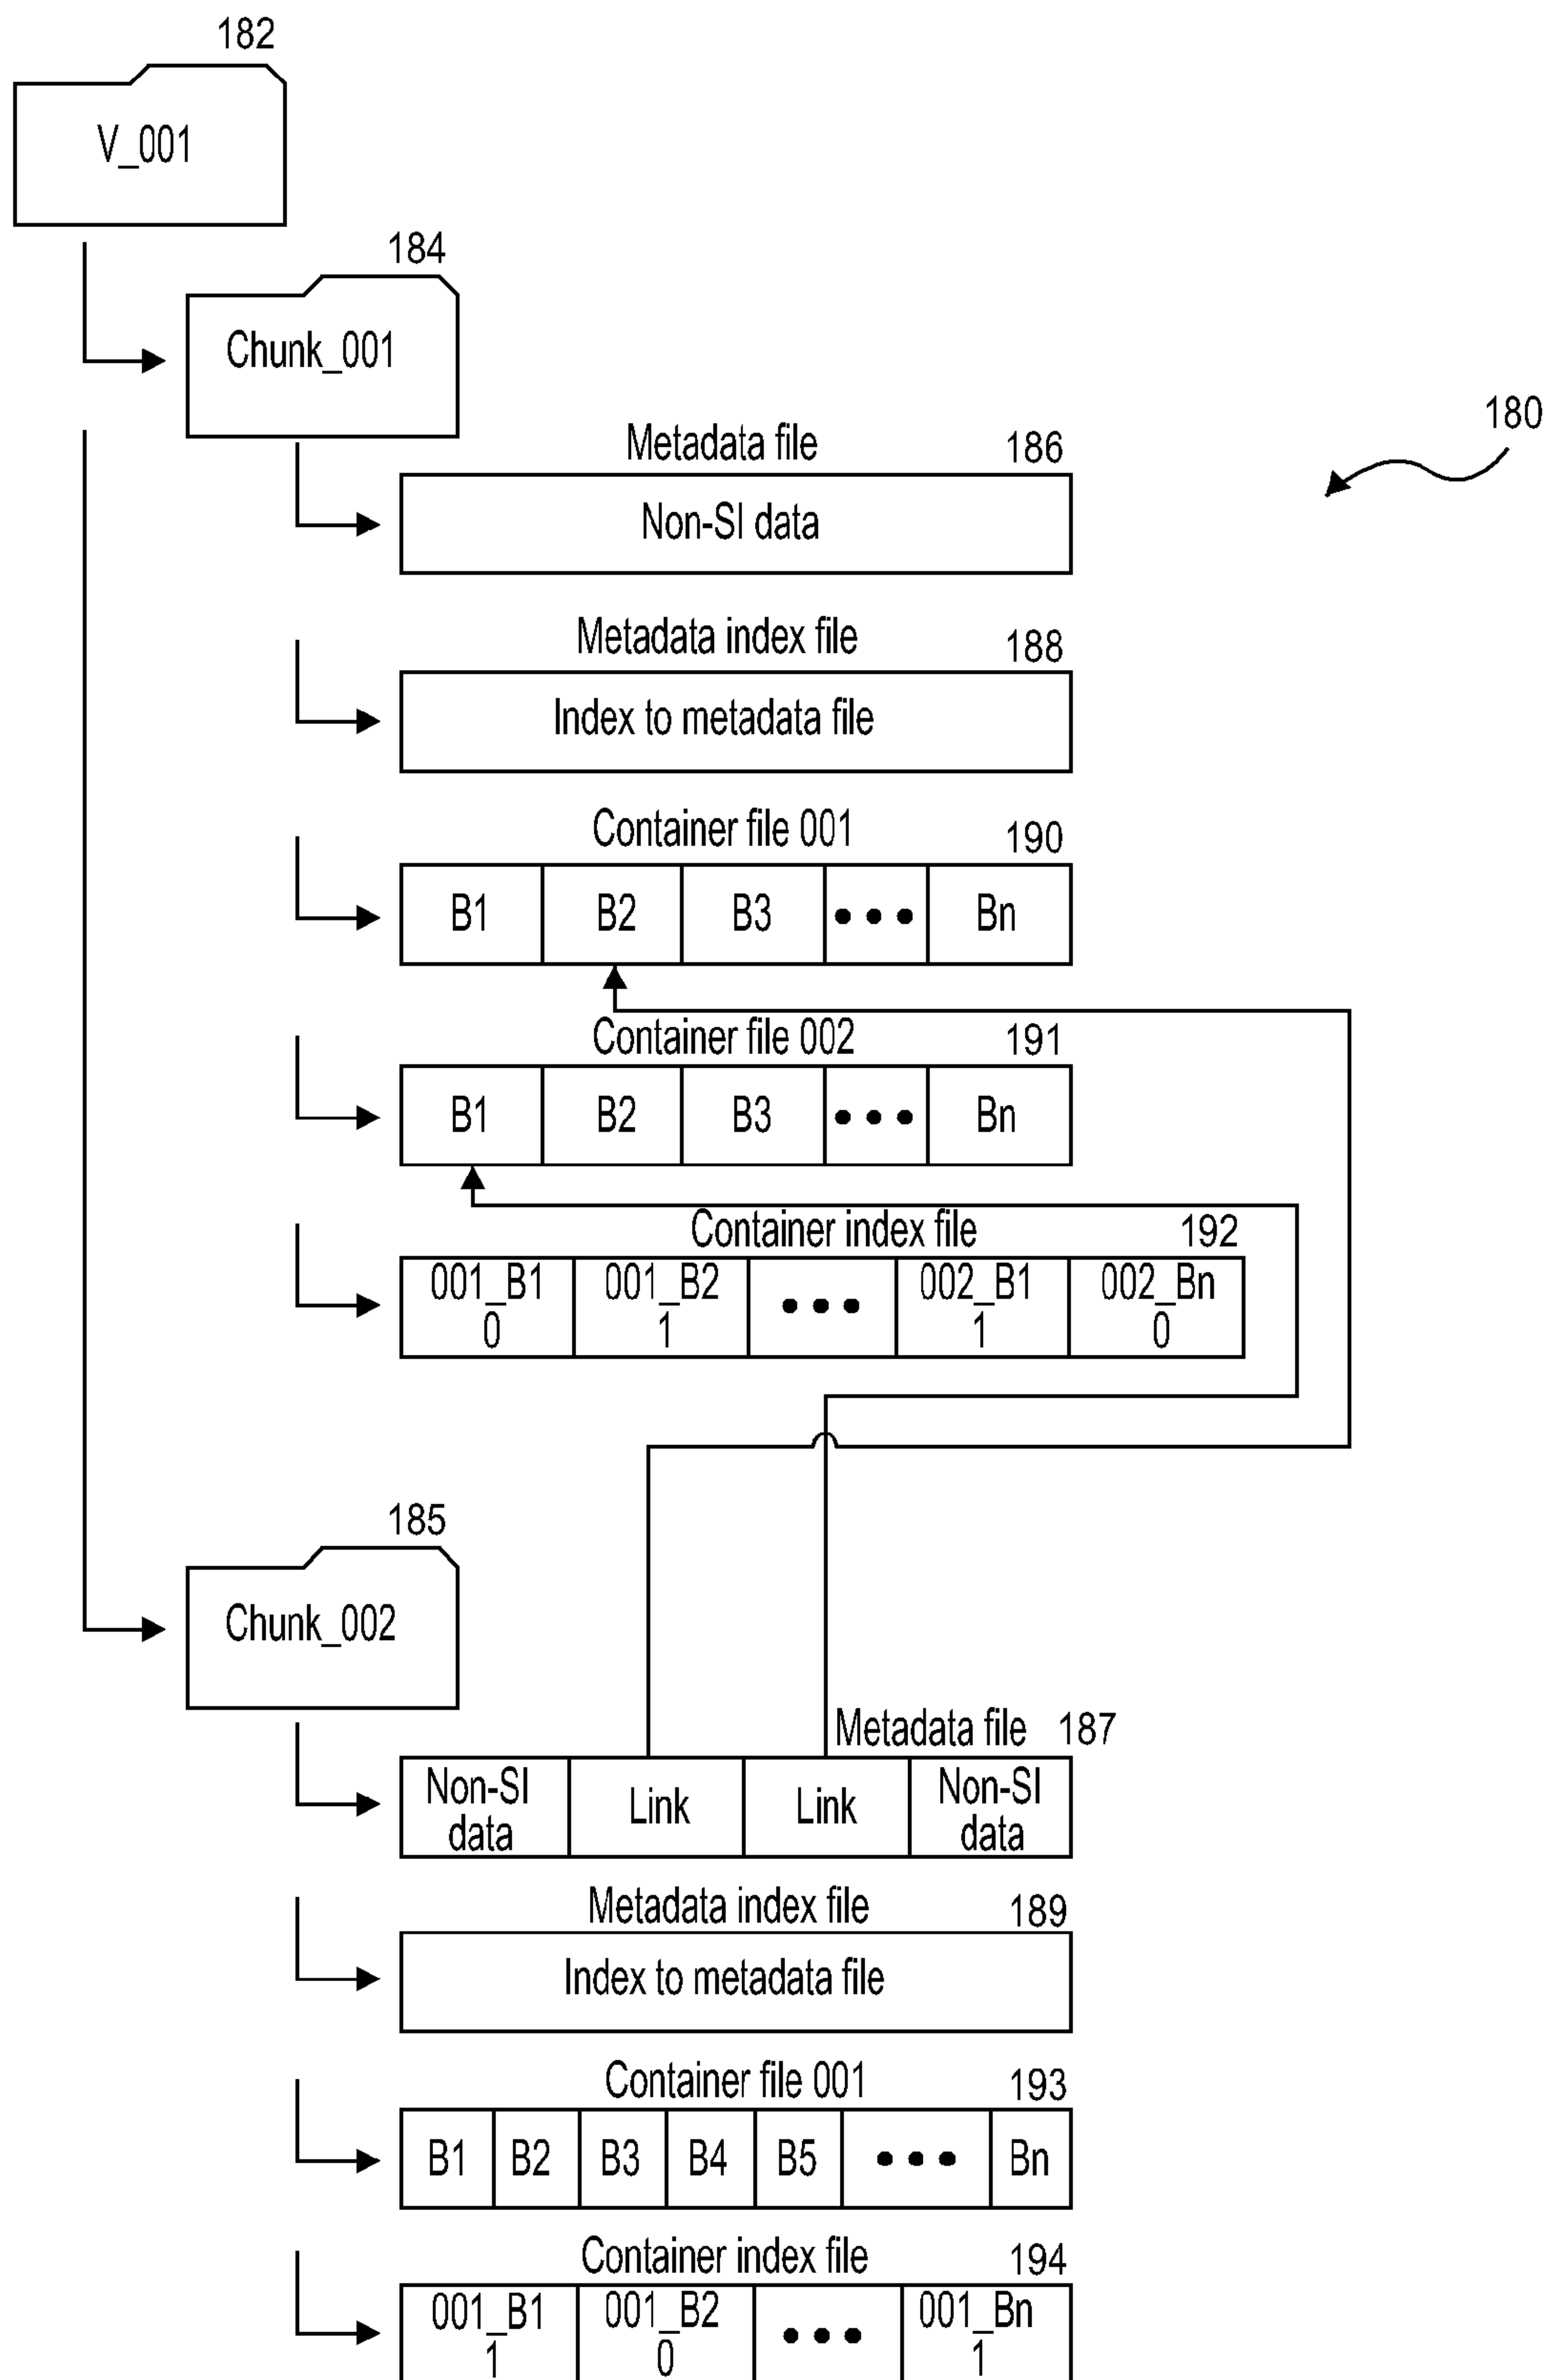 182
V_001
184
Chunk_001
180
Metadata file 186
Non-SI data
Metadata index file 188
Index to metadata file
Container file 001 190
B1 B2 B3 ••• Bn
Container file 002 191
B1 B2 B3 ••• Bn
Container index file 192
001_B1 001_B2 ••• 002_B1 002_Bn
0 1 1 0
185
Chunk_002
Metadata file 187
Non-SI Link Link Non-SI
data data
Metadata index file 189
Index to metadata file
Container file 001 193
B1 B2 B3 B4 B5 ••• Bn
Container index file 194
001_B1 001_B2 ••• 001_Bn
1 0 1